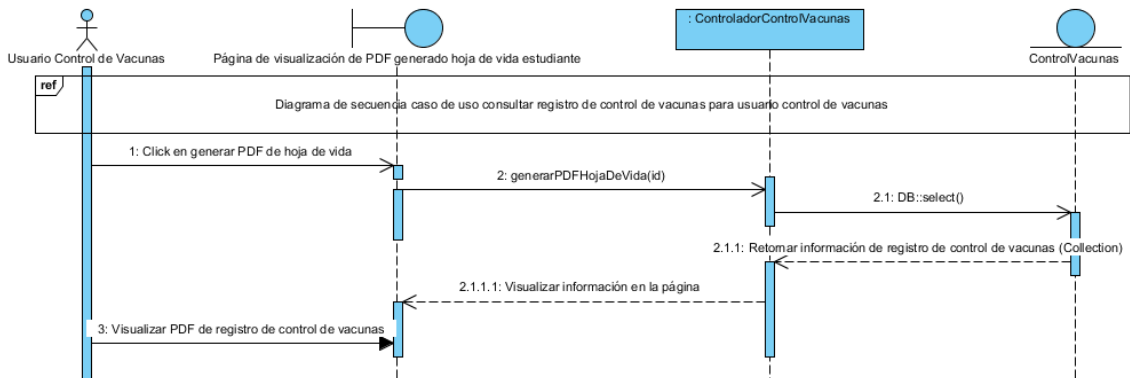 : ControladorControlVacunas
Usuario Control de Vacunas
Página de visualización de PDF generado hoja de vida estudiante
ControlVacunas
ref
Diagrama de secuencia caso de uso consultar registro de control de vacunas para usuario control de vacunas
1: Click en generar PDF de hoja de vida
2: generarPDFHojaDeVida(id)
2.1: DB::select()
2.1.1: Retornar información de registro de control de vacunas (Collection)
2.1.1.1: Visualizar información en la página
3: Visualizar PDF de registro de control de vacunas